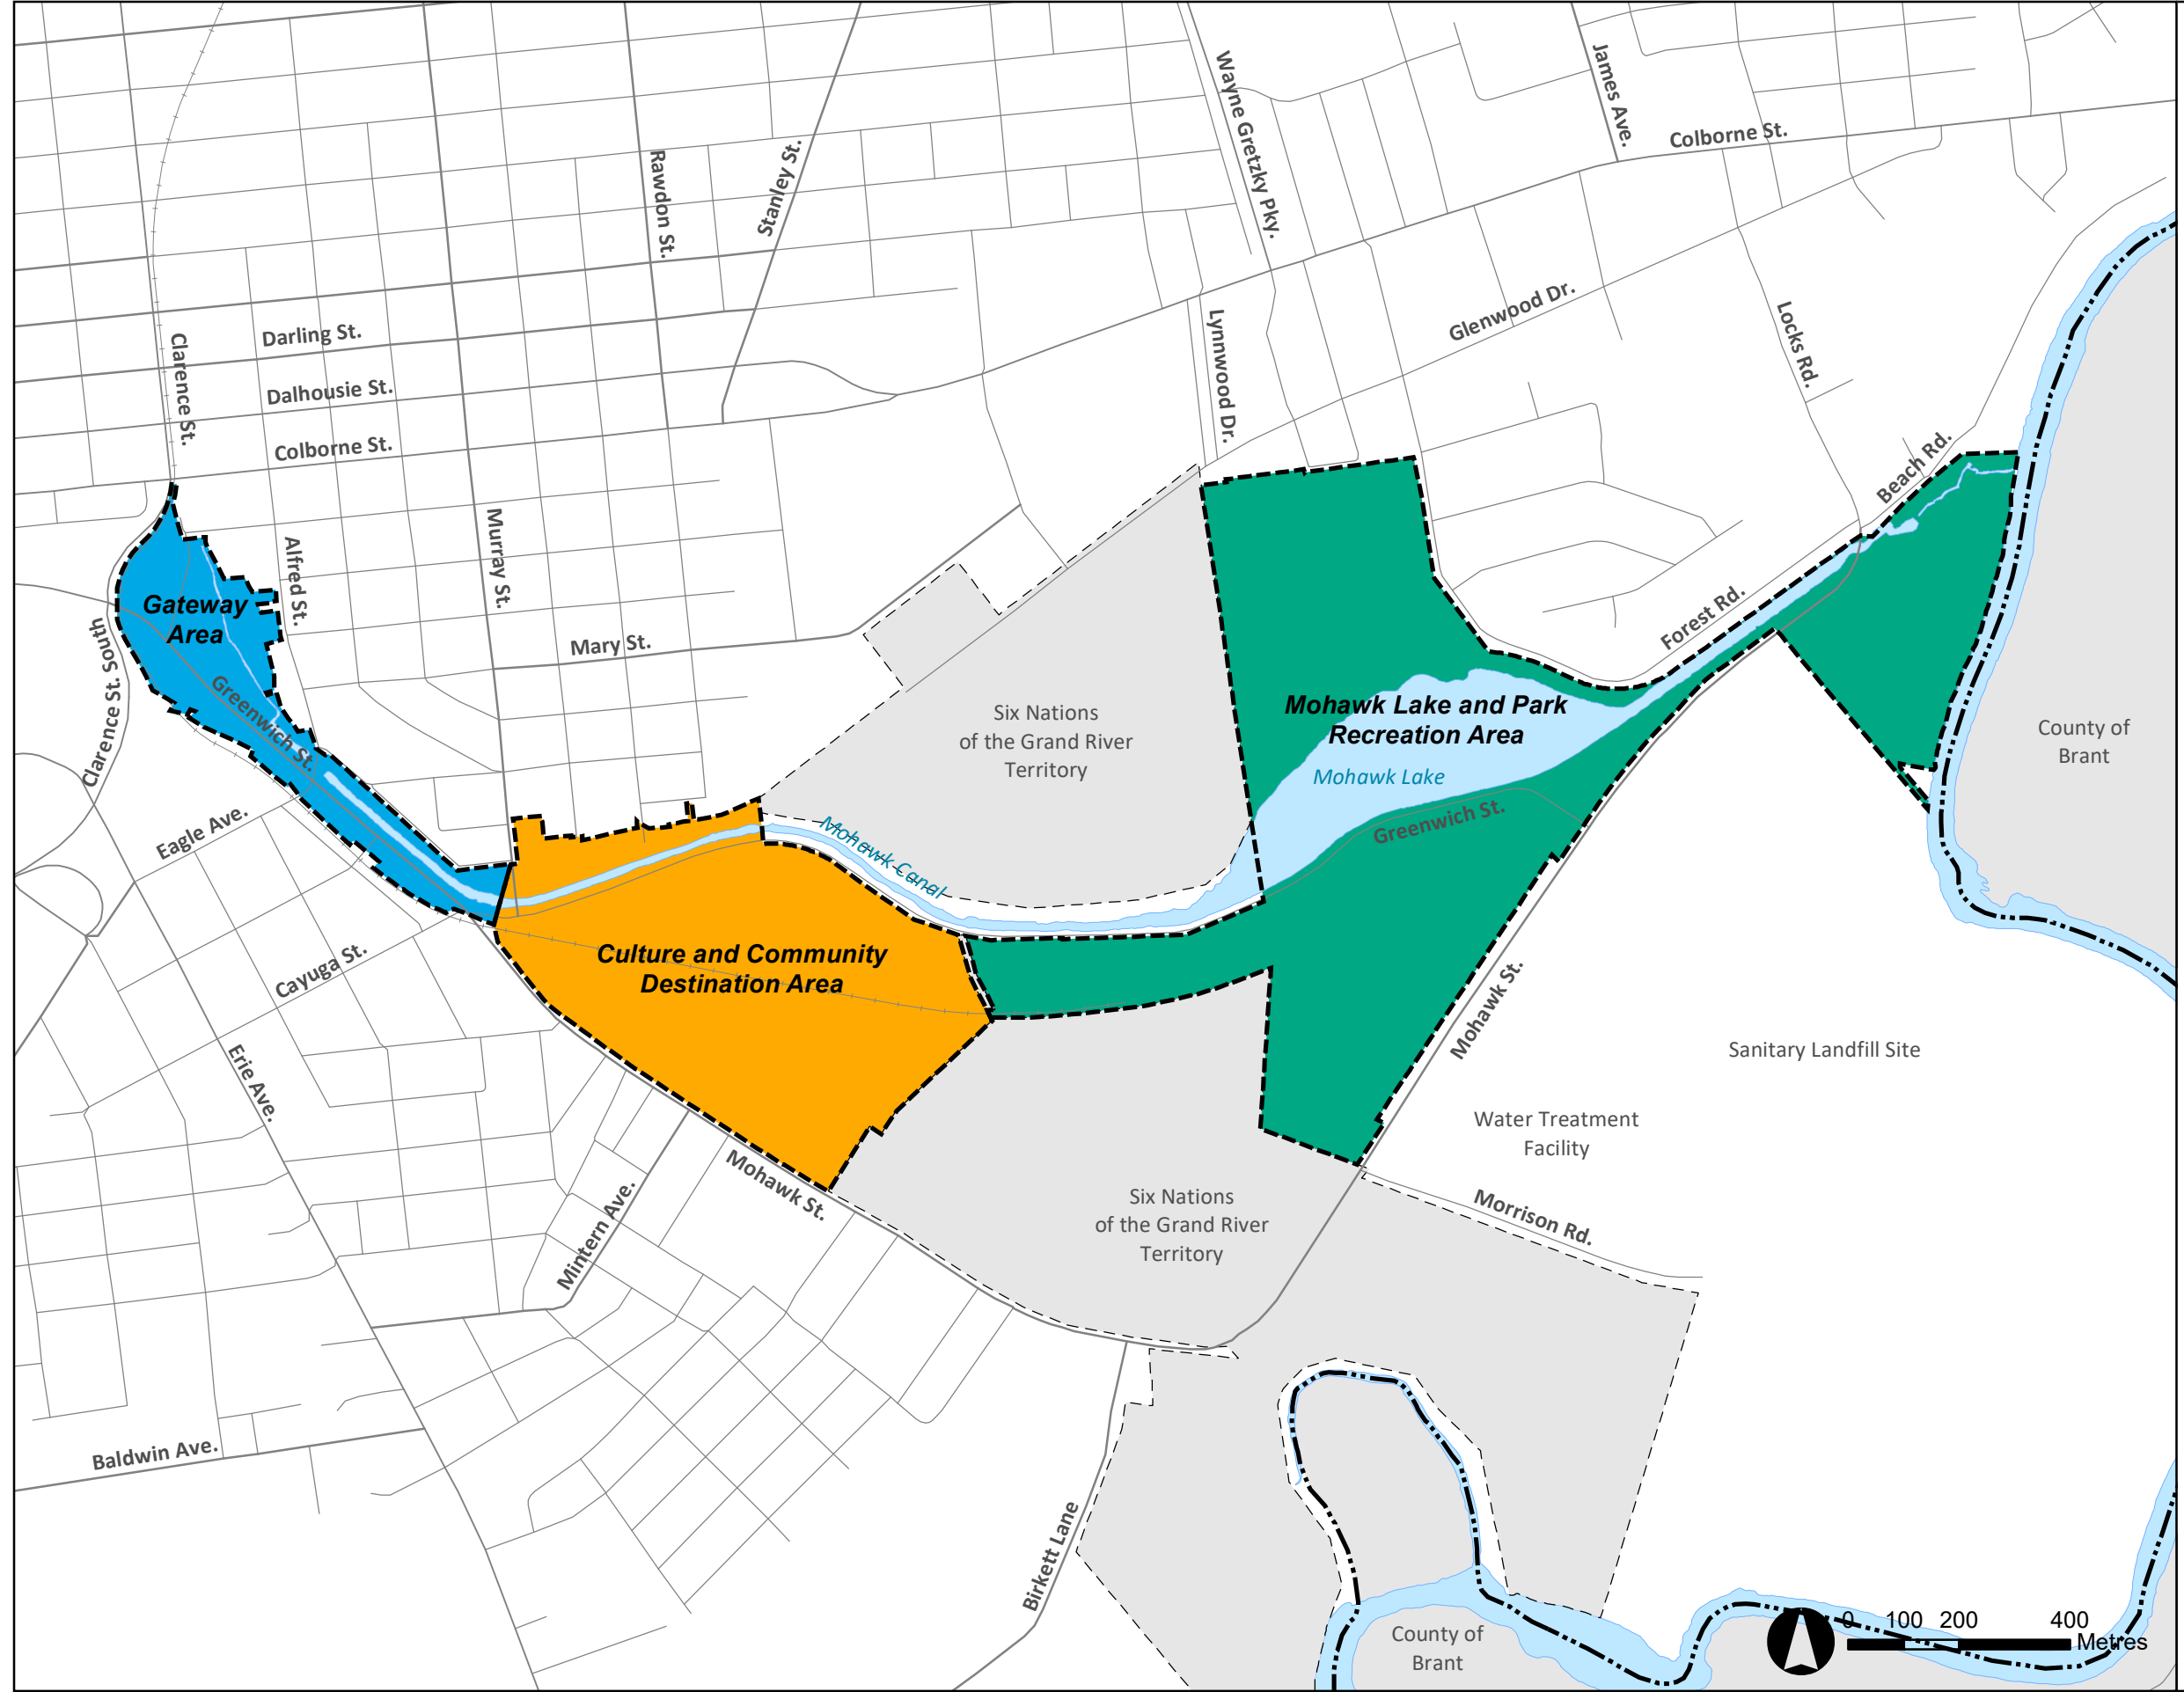 Wayne Gretzky Pky.
James Ave.
Colborne St.
Rawdon St.
Stanley St.
Clarence St.
Darling St.
Dalhousie St.
Colborne St.
Lynnwood Dr.
Glenwood Dr.
Locks Rd.
Beach Rd.
Murray St.
Alfred St.
Gateway
Area
Clarence St. South
Mary St.
Forest Rd.
Greenwich St.
Six Nations
of the Grand River
Territory
Mohawk Lake and Park
Recreation Area
Mohawk Lake
County of
Brant
Greenwich St.
Eagle Ave.
Mohawk Canal
Culture and Community
Destination Area
Cayuga St.
Mohawk St.
Erie Ave.
Sanitary Landfill Site
Water Treatment
Facility
Mohawk St.
Mintern Ave.
Six Nations
of the Grand River
Territory
Morrison Rd.
Baldwin Ave.
Birkett Lane
County of
Brant
0 100 200 400
Metres